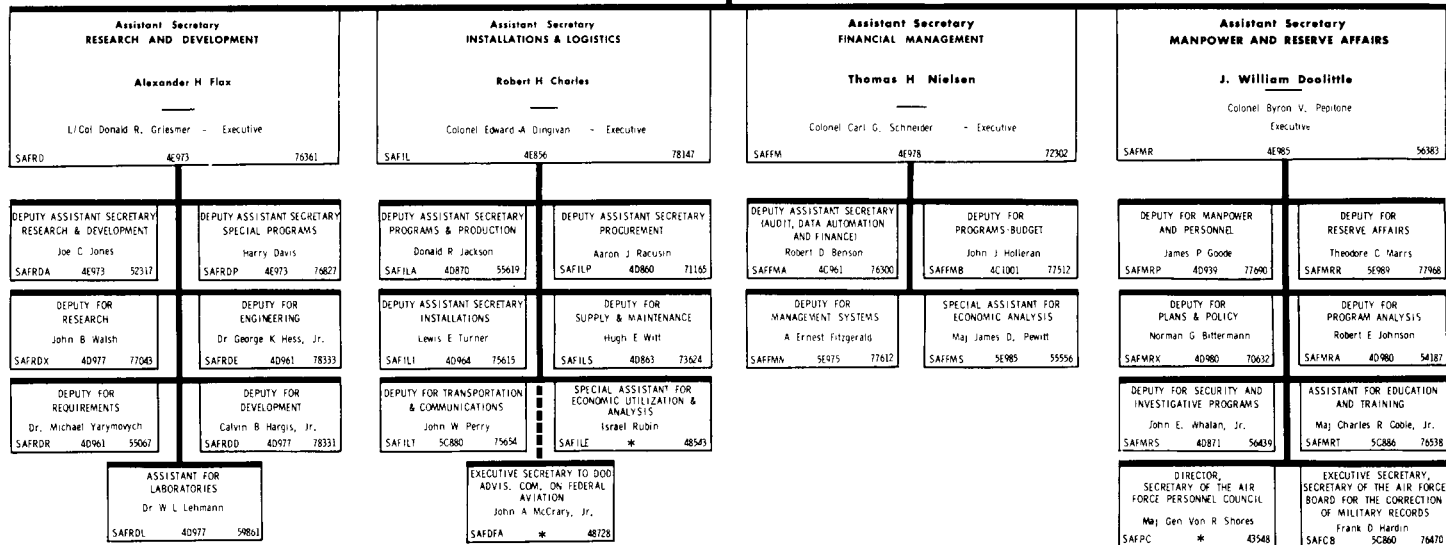 Assistant Secretary
RESEARCH AND DEVELOPMENT
Alexander H Flax
L/Col Donald R. Griesmer - Executive
SAFRD 4E973 76361
Assistant Secretary
INSTALLATIONS & LOGISTICS
Robert H Charles
Colonel Edward A Dingivan - Executive
SAFIL 4E856 78147
Assistant Secretary
FINANCIAL MANAGEMENT
Thomas H Nielsen
Colonel Carl G. Schneider - Executive
SAFFM 4E978 72302
Assistant Secretary
MANPOWER AND RESERVE AFFAIRS
J. William Doolittle
Colonel Byron V. Pepitone
Executive
SAFMR 4E985 56383
DEPUTY ASSISTANT SECRETARY
RESEARCH & DEVELOPMENT
Joe C Jones
SAFRDA 4E973 52317
DEPUTY ASSISTANT SECRETARY
SPECIAL PROGRAMS
Harry Davis
SAFRDP 4E973 76827
DEPUTY FOR
RESEARCH
John B Walsh
SAFRDX 4D977 77043
DEPUTY FOR
ENGINEERING
Dr George K Hess, Jr.
SAFRDE 4D961 78333
DEPUTY FOR
REQUIREMENTS
Dr. Michael Yarymovych
SAFRDR 4D961 55067
DEPUTY FOR
DEVELOPMENT
Calvin B Hargis, Jr.
SAFRDD 4D977 78331
ASSISTANT FOR
LABORATORIES
Dr W L Lehmann
SAFRDL 4D977 59861
DEPUTY ASSISTANT SECRETARY
PROGRAMS & PRODUCTION
Donald R Jackson
SAFILA 4D870 55619
DEPUTY ASSISTANT SECRETARY
PROCUREMENT
Aaron J Racusin
SAFILP 4D860 71165
DEPUTY ASSISTANT SECRETARY
INSTALLATIONS
Lewis E Turner
SAFILI 4D964 75615
DEPUTY FOR
SUPPLY & MAINTENANCE
Hugh E Witt
SAFILS 4D863 73624
DEPUTY FOR TRANSPORTATION
& COMMUNICATIONS
John W Perry
SAFILT 5C880 75654
SPECIAL ASSISTANT FOR
ECONOMIC UTILIZATION &
ANALYSIS
Israel Rubin
SAFILE * 48543
EXECUTIVE SECRETARY TO DOD
ADVIS. COM. ON FEDERAL
AVIATION
John A McCrary, Jr.
SAFDFA * 48728
DEPUTY ASSISTANT SECRETARY
(AUDIT, DATA AUTOMATION
AND FINANCE)
Robert D Benson
SAFFMA 4C961 76300
DEPUTY FOR
PROGRAMS-BUDGET
John J Holleran
SAFFMB 4C1001 77512
DEPUTY FOR
MANAGEMENT SYSTEMS
A Ernest Fitzgerald
SAFFMN 5E975 77612
SPECIAL ASSISTANT FOR
ECONOMIC ANALYSIS
Maj James D. Pewitt
SAFFMS 5E985 55556
DEPUTY FOR MANPOWER
AND PERSONNEL
James P Goode
SAFMRP 4D939 77690
DEPUTY FOR
RESERVE AFFAIRS
Theodore C Marrs
SAFMRR 5E989 77968
DEPUTY FOR
PLANS & POLICY
Norman G Bittermann
SAFMRX 4D980 70632
DEPUTY FOR
PROGRAM ANALYSIS
Robert E Johnson
SAFMRA 4D980 54187
DEPUTY FOR SECURITY AND
INVESTIGATIVE PROGRAMS
John E. Whalan, Jr.
SAFMRS 4D871 56439
ASSISTANT FOR EDUCATION
AND TRAINING
Maj Charles R Goble, Jr.
SAFMRT 5C886 76538
DIRECTOR,
SECRETARY OF THE AIR
FORCE PERSONNEL COUNCIL
Maj Gen Von R Shores
SAFPC * 43548
EXECUTIVE SECRETARY,
SECRETARY OF THE AIR FORCE
BOARD FOR THE CORRECTION
OF MILITARY RECORDS
Frank D Hardin
SAFCB 5C860 76470